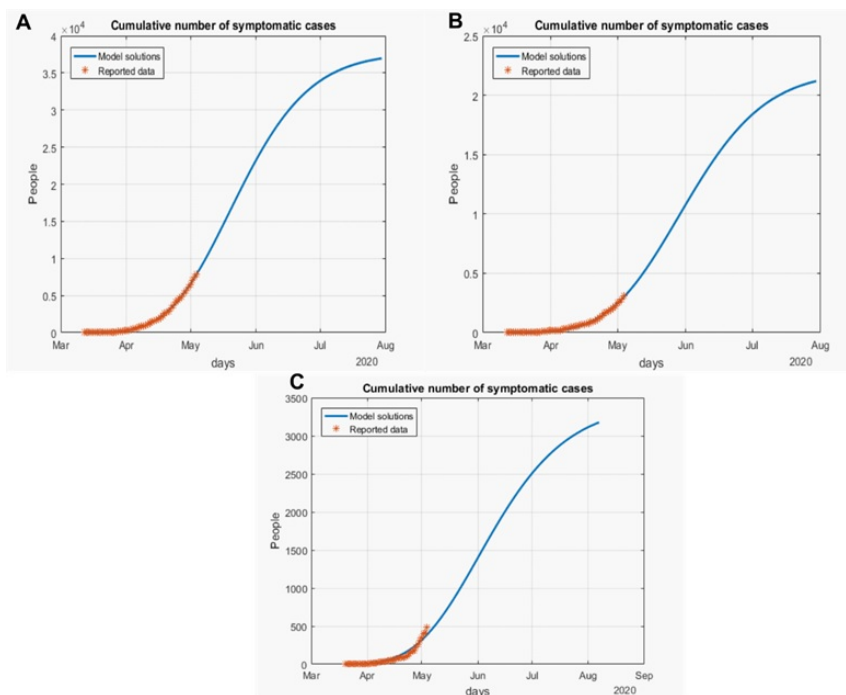 A
Cumulative number of symptomatic cases
×10⁴
4
3.5
3
2.5
2
1.5
1
0.5
0
People
Model solutions
Reported data
Mar Apr May Jun Jul Aug
days
2020
B
Cumulative number of symptomatic cases
×10⁴
2.5
2
1.5
1
0.5
0
People
Model solutions
Reported data
Mar Apr May Jun Jul Aug
days
2020
C
Cumulative number of symptomatic cases
3500
3000
2500
2000
1500
1000
500
0
People
Model solutions
Reported data
Mar Apr May Jun Jul Aug Sep
days
2020